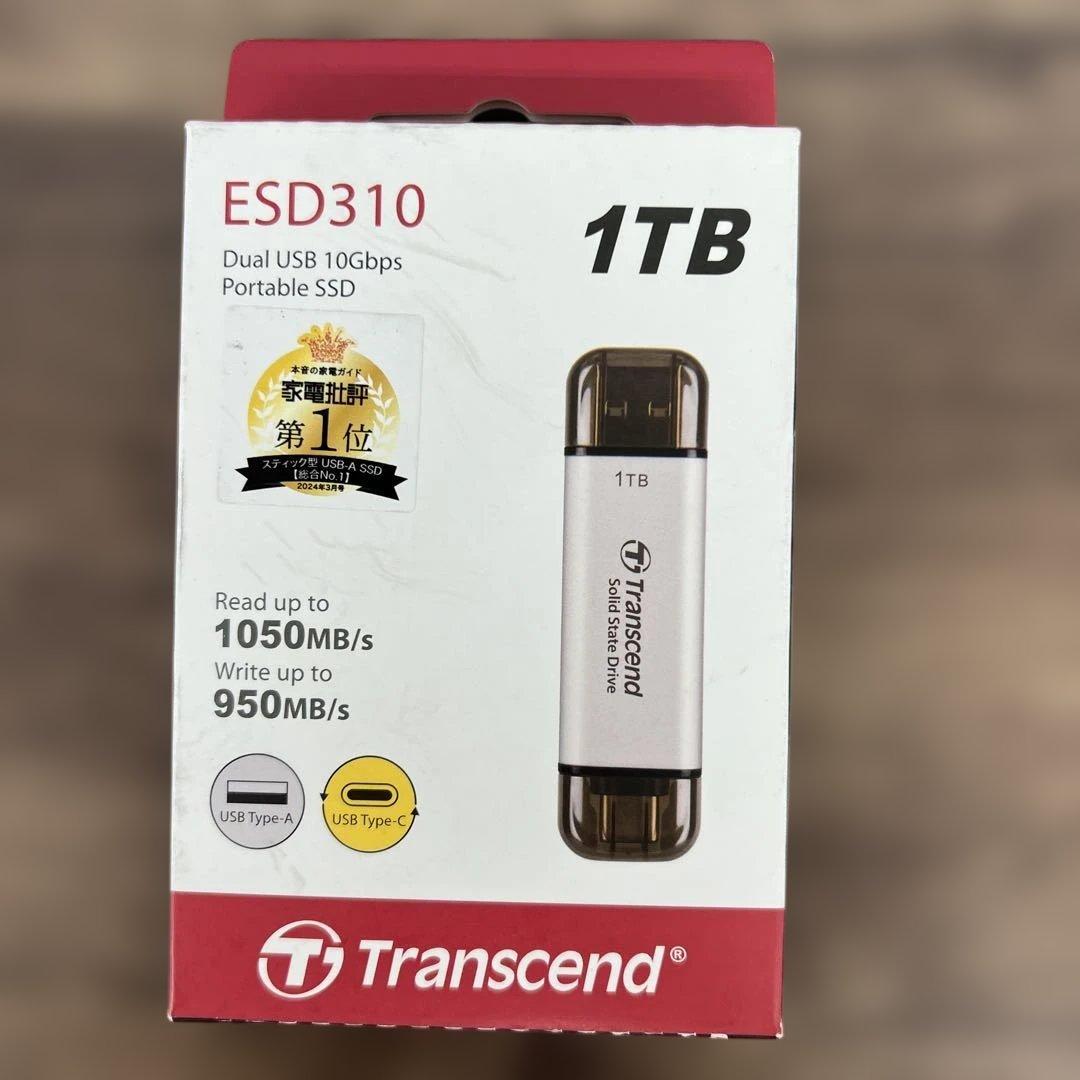 ESD310
1TB
Dual USB 10Gbps
Portable SSD
本音の家電ガイド
家電批評
第1位
スティック型 USB-A SSD
【総合No.1】
2024年3月号
1TB
Transcend
Solid State Drive
Read up to
1050MB/s
Write up to
950MB/s
USB Type-A
USB Type-C
Transcend®